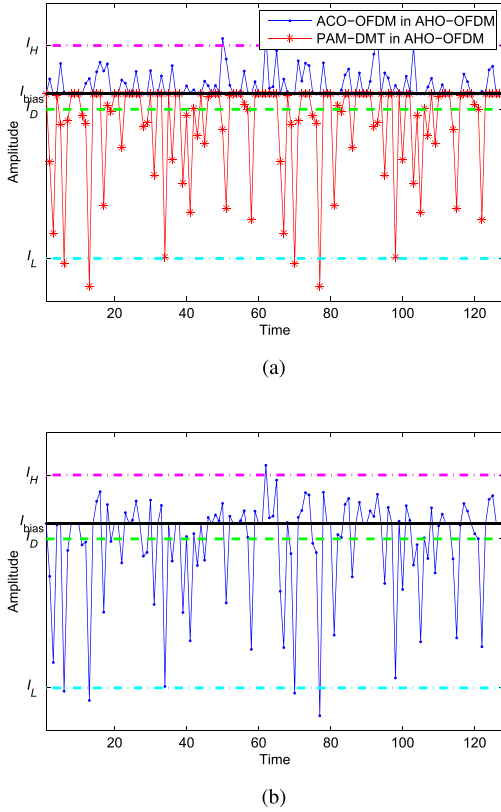 ACO−OFDM in AHO−OFDM
PAM−DMT in AHO−OFDM
I_H
I_bias
I_D
I_L
Amplitude
20 40 60 80 100 120
Time
(a)
I_H
I_bias
I_D
I_L
Amplitude
20 40 60 80 100 120
Time
(b)